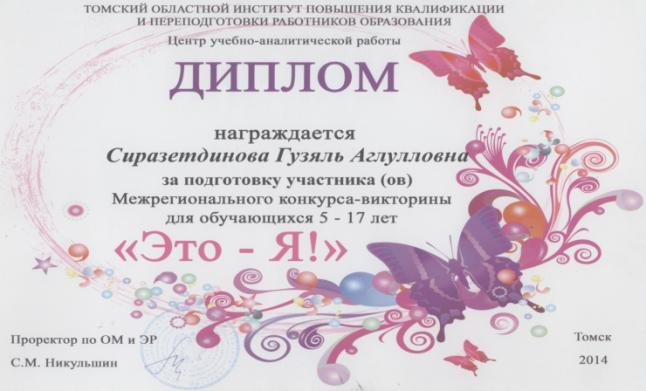 ТОМСКИЙ ОБЛАСТНОЙ ИНСТИТУТ ПОВЫШЕНИЯ КВАЛИФИКАЦИИ
И ПЕРЕПОДГОТОВКИ РАБОТНИКОВ ОБРАЗОВАНИЯ
Центр учебно-аналитической работы
ДИПЛОМ
награждается
Сиразетдинова Гузяль Аглулловна
за подготовку участника (ов)
Межрегионального конкурса-викторины
для обучающихся 5 - 17 лет
«Это - Я!»
Проректор по ОМ и ЭР
С.М. Никульшин
Томск
2014